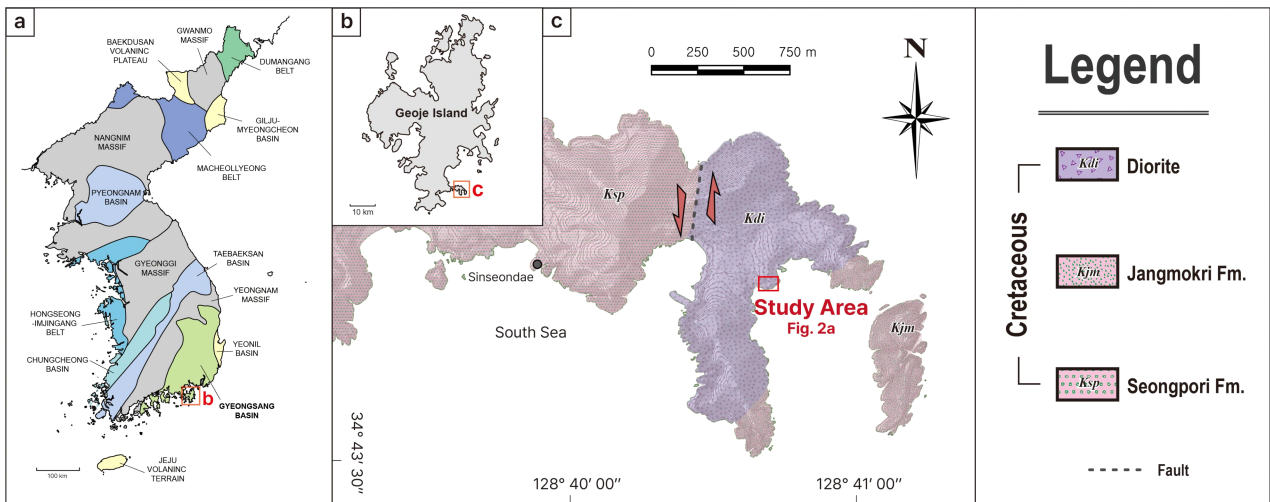 a
GWANMO
MASSIF
BAEKDUSAN
VOLANINC
PLATEAU
DUMANGANG
BELT
GILJU-
MYEONGCHEON
BASIN
NANGNIM
MASSIF
MACHEOLLYEONG
BELT
PYEONGNAM
BASIN
TAEBAEKSAN
BASIN
GYEONGGI
MASSIF
YEONGNAM
MASSIF
HONGSEONG
-IMJINGANG
BELT
YEONIL
BASIN
CHUNGCHEONG
BASIN
b
GYEONGSANG
BASIN
JEJU
VOLANINC
TERRAIN
100 km
b
Geoje Island
c
10 km
c
0 250 500 750 m
N
Ksp
Kdi
Sinseondae
Study Area
Fig. 2a
South Sea
Kjm
34° 43' 30"
128° 40' 00"
128° 41' 00"
Legend
Cretaceous
Kdi Diorite
Kjm Jangmokri Fm.
Ksp Seongpori Fm.
Fault